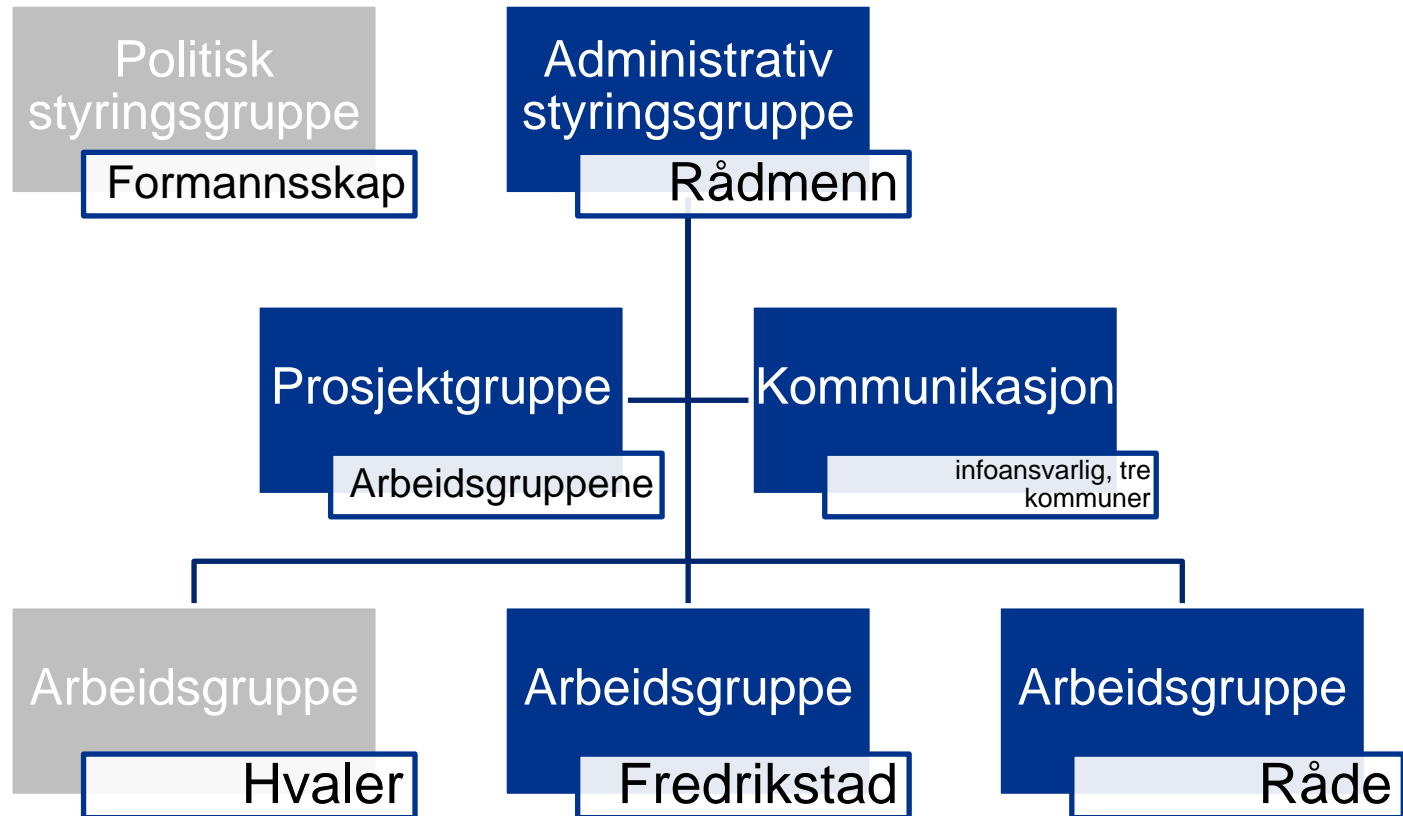 Politisk
styringsgruppe
Formannsskap
Administrativ
styringsgruppe
Rådmenn
Prosjektgruppe
Arbeidsgruppene
Kommunikasjon
infoansvarlig, tre
kommuner
Arbeidsgruppe
Hvaler
Arbeidsgruppe
Fredrikstad
Arbeidsgruppe
Råde